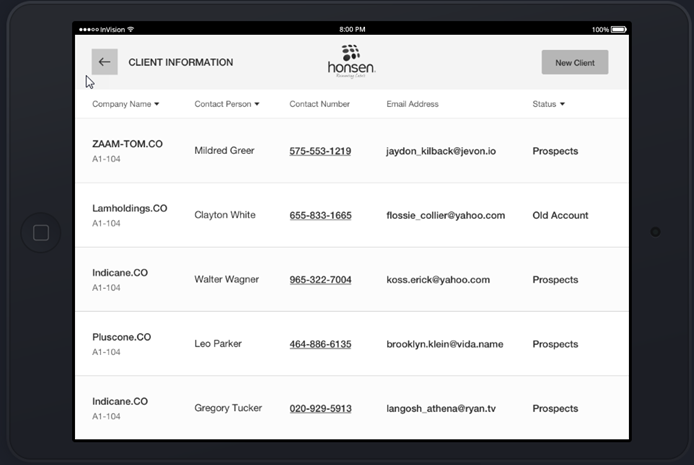 InVision
8:00 PM
100%
CLIENT INFORMATION
honsen.
New Client
Company Name
Contact Person
Contact Number
Email Address
Status
ZAAM-TOM.CO
A1-104
Mildred Greer
575-553-1219
jaydon_kilback@jevon.io
Prospects
Lamholdings.CO
A1-104
Clayton White
655-833-1665
flossie_collier@yahoo.com
Old Account
Indicane.CO
A1-104
Walter Wagner
965-322-7004
koss.erick@yahoo.com
Prospects
Pluscone.CO
A1-104
Leo Parker
464-886-6135
brooklyn.klein@vida.name
Prospects
Indicane.CO
A1-104
Gregory Tucker
020-929-5913
langosh_athena@ryan.tv
Prospects